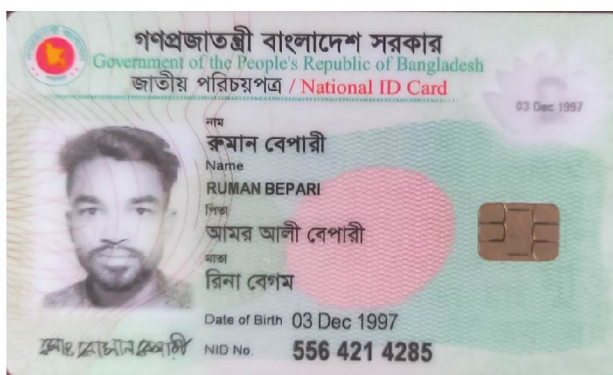 গণপ্রজাতন্ত্রী বাংলাদেশ সরকার
Government of the People's Republic of Bangladesh
জাতীয় পরিচয়পত্র / National ID Card
03 Dec 1997
নাম
রুমান বেপারী
Name
RUMAN BEPARI
পিতা
আমর আলী বেপারী
মাতা
রিনা বেগম
Date of Birth 03 Dec 1997
NID No. 556 421 4285